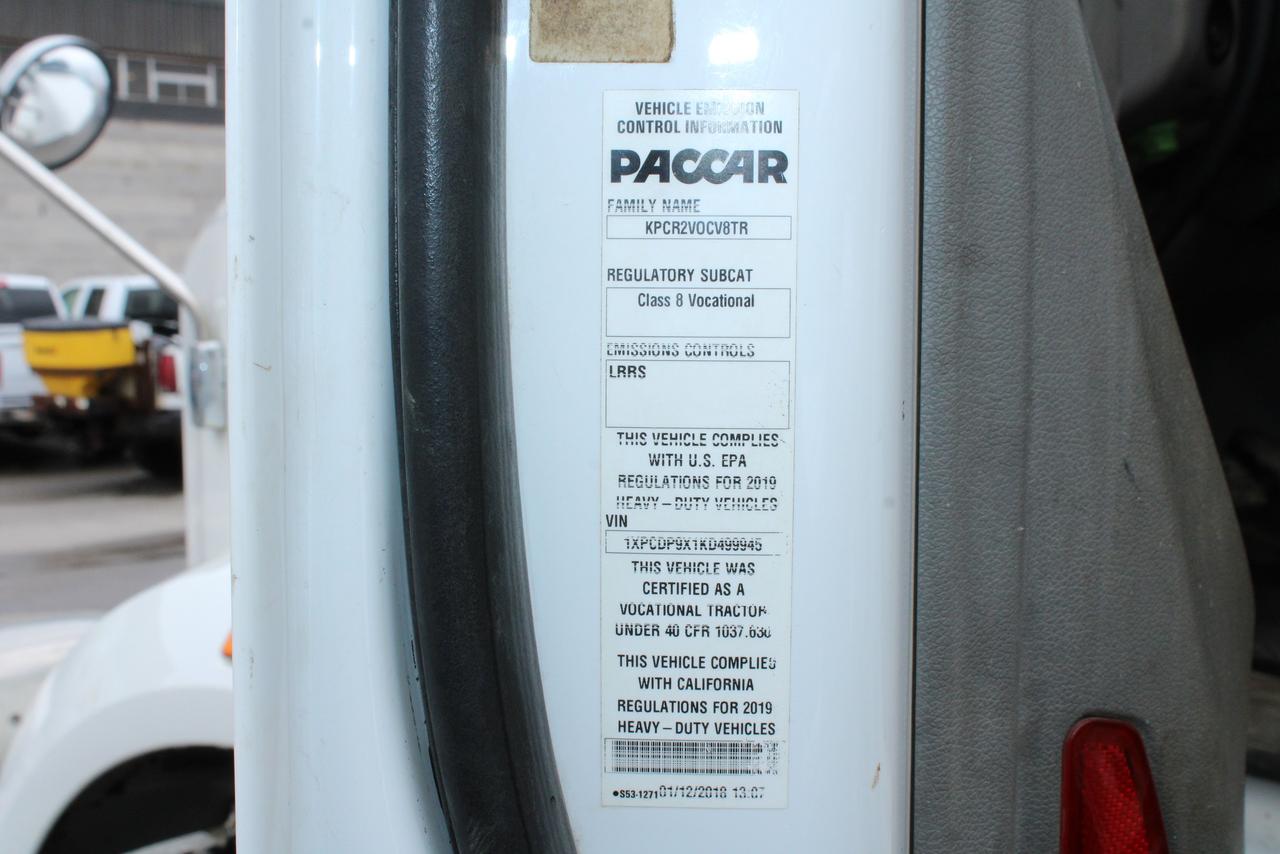 VEHICLE EMISSION
CONTROL INFORMATION
PACCAR
FAMILY NAME
KPCR2VOCV8TR
REGULATORY SUBCAT
Class 8 Vocational
EMISSIONS CONTROLS
LRRS
THIS VEHICLE COMPLIES
WITH U.S. EPA
REGULATIONS FOR 2019
HEAVY-DUTY VEHICLES
VIN
1XPCDP9X1KD499945
THIS VEHICLE WAS
CERTIFIED AS A
VOCATIONAL TRACTOR
UNDER 40 CFR 1037.630
THIS VEHICLE COMPLIES
WITH CALIFORNIA
REGULATIONS FOR 2019
HEAVY-DUTY VEHICLES
●S53-1271 01/12/2018 13:07